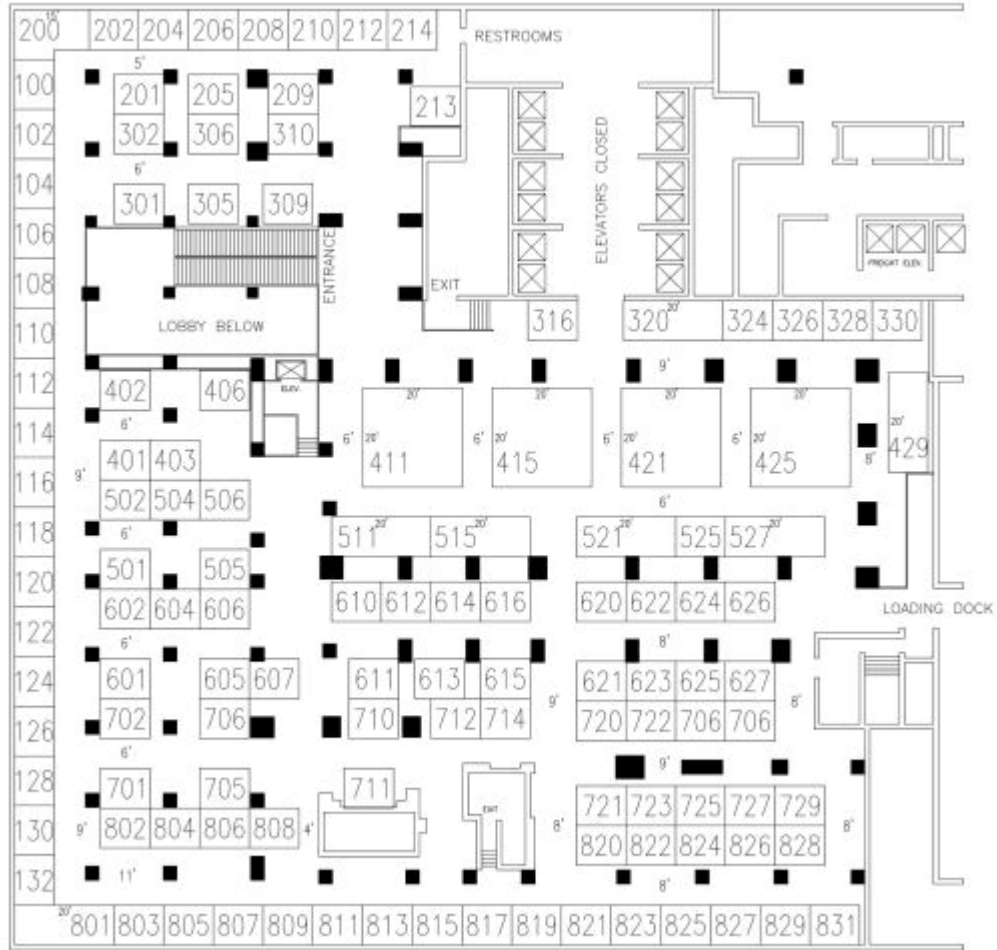 15'
200 202 204 206 208 210 212 214
RESTROOMS
5'
100 201 205 209
213
102 302 306 310
ELEVATORS CLOSED
6'
104 301 305 309
106
ENTRANCE
FREIGHT ELEV.
108
EXIT
110
LOBBY BELOW
316 320 20' 324 326 328 330
9'
112 402 406
ELEV.
20' 20' 20' 20'
114 6' 6' 20' 6' 20' 6' 20' 6' 20' 8' 20'
411 415 421 425 429
401 403
9'
116
502 504 506
6'
118 6' 511 20' 515 20' 521 20' 525 527 20'
501 505
120
602 604 606 610 612 614 616 620 622 624 626
LOADING DOCK
122 6' 8'
124 601 605 607 611 613 615 621 623 625 627
9' 8'
126 702 706 710 712 714 720 722 706 706
6' 9'
128 701 705 711 721 723 725 727 729
EXIT
130 9' 802 804 806 808 4' 8' 820 822 824 826 828 8'
132 11' 8'
20'
801 803 805 807 809 811 813 815 817 819 821 823 825 827 829 831